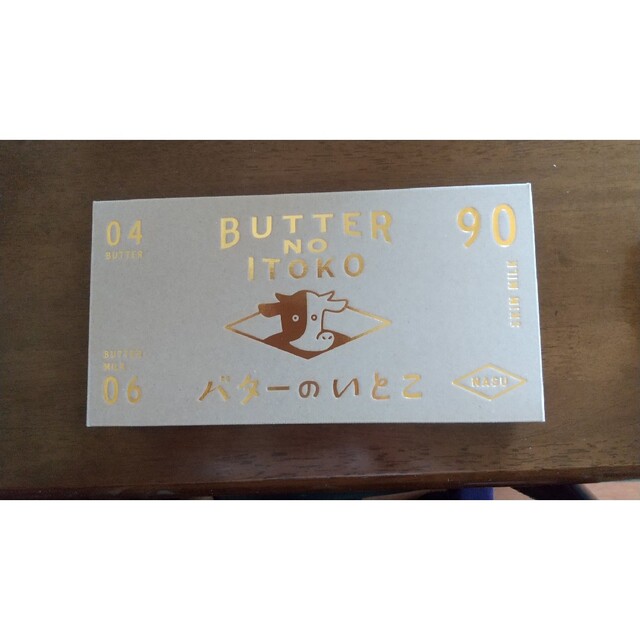 04
BUTTER
BUTTER
NO
ITOKO
90
SKIM MILK
BUTTER
MILK
06
バターのいとこ
NASU